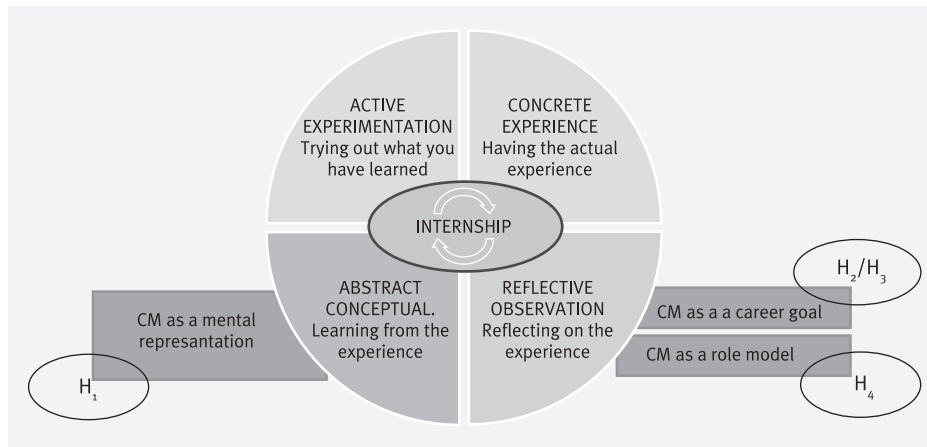 ACTIVE
EXPERIMENTATION
Trying out what you
have learned
CONCRETE
EXPERIENCE
Having the actual
experience
INTERNSHIP
ABSTRACT
CONCEPTUAL.
Learning from the
experience
REFLECTIVE
OBSERVATION
Reflecting on the
experience
CM as a mental
represantation
H₁
H₂/H₃
CM as a a career goal
CM as a role model
H₄